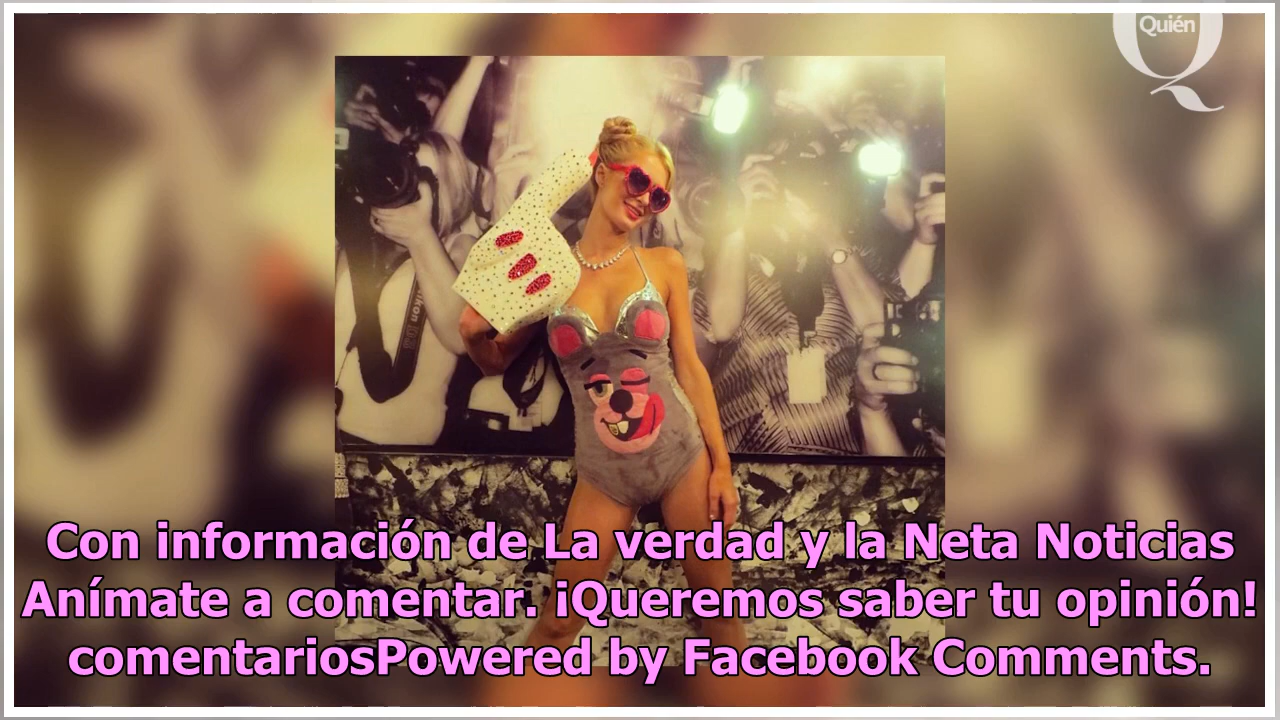 Quién
Nikon
Con información de La verdad y la Neta Noticias
Anímate a comentar. ¡Queremos saber tu opinión!
comentariosPowered by Facebook Comments.